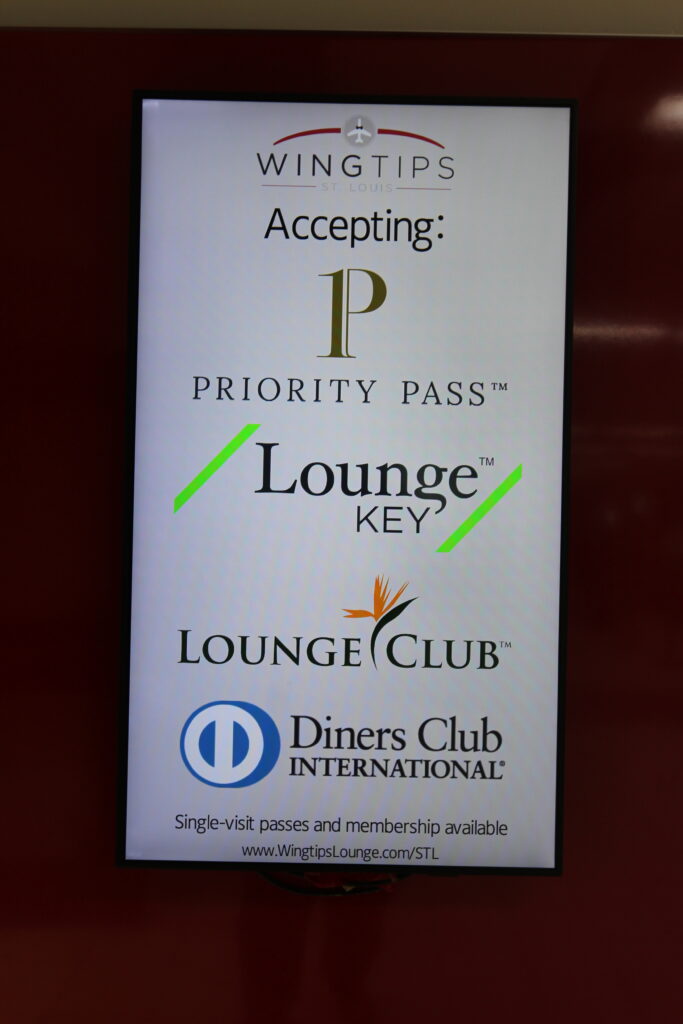 WINGTIPS
ST. LOUIS
Accepting:
P
PRIORITY PASS™
Lounge™
KEY
LOUNGE CLUB™
Diners Club
INTERNATIONAL®
Single-visit passes and membership available
www.WingtipsLounge.com/STL